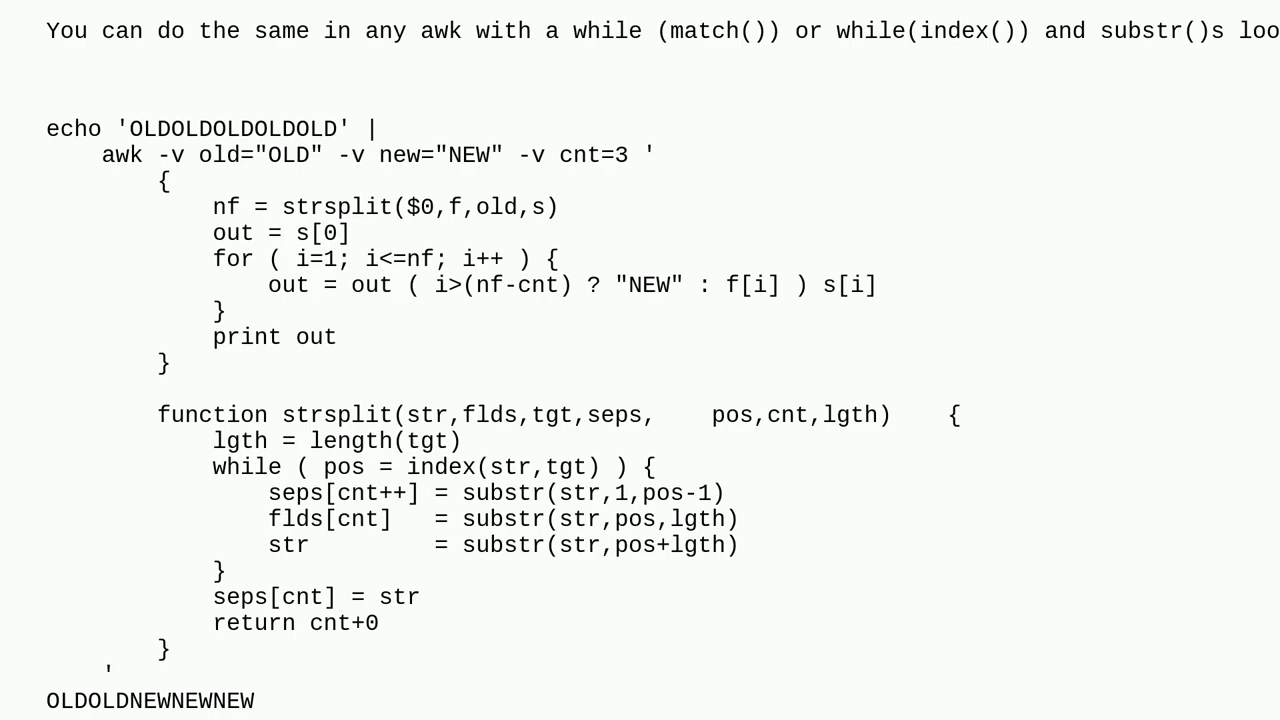 You can do the same in any awk with a while (match()) or while(index()) and substr()s loo
echo 'OLDOLDOLDOLDOLD' |
    awk -v old="OLD" -v new="NEW" -v cnt=3 '
        {
            nf = strsplit($0,f,old,s)
            out = s[0]
            for ( i=1; i<=nf; i++ ) {
                out = out ( i>(nf-cnt) ? "NEW" : f[i] ) s[i]
            }
            print out
        }
        function strsplit(str,flds,tgt,seps,    pos,cnt,lgth)    {
            lgth = length(tgt)
            while ( pos = index(str,tgt) ) {
                seps[cnt++] = substr(str,1,pos-1)
                flds[cnt]   = substr(str,pos,lgth)
                str         = substr(str,pos+lgth)
            }
            seps[cnt] = str
            return cnt+0
        }
    '
OLDOLDNEWNEWNEW